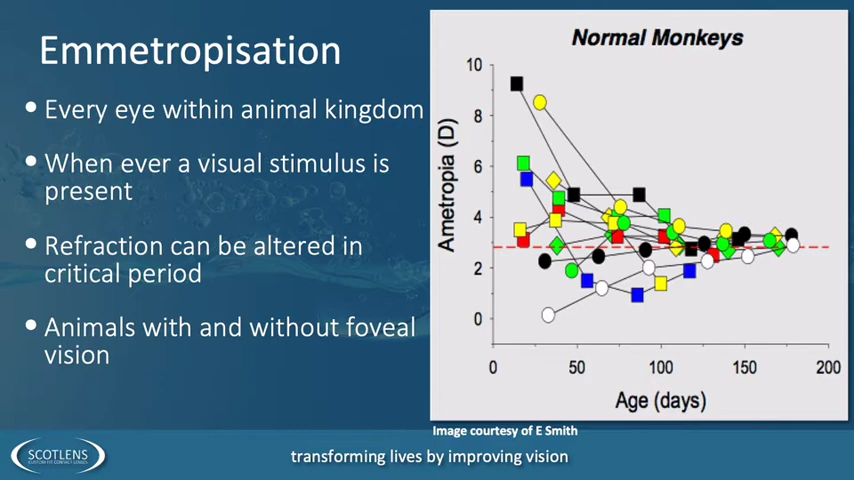 Emmetropisation
• Every eye within animal kingdom
• When ever a visual stimulus is
present
• Refraction can be altered in
critical period
• Animals with and without foveal
vision
Normal Monkeys
Ametropia (D)
10
8
6
4
2
0
0 50 100 150 200
Age (days)
Image courtesy of E Smith
SCOTLENS
CUSTOM FIT CONTACT LENSES
transforming lives by improving vision